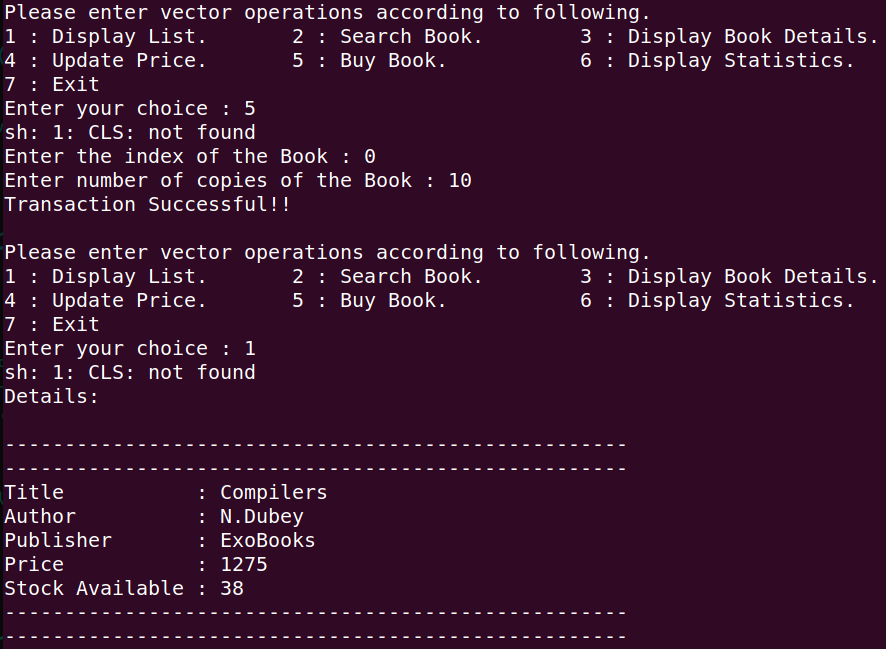 Please enter vector operations according to following.
1 : Display List.       2 : Search Book.        3 : Display Book Details.
4 : Update Price.       5 : Buy Book.           6 : Display Statistics.
7 : Exit
Enter your choice : 5
sh: 1: CLS: not found
Enter the index of the Book : 0
Enter number of copies of the Book : 10
Transaction Successful!!

Please enter vector operations according to following.
1 : Display List.       2 : Search Book.        3 : Display Book Details.
4 : Update Price.       5 : Buy Book.           6 : Display Statistics.
7 : Exit
Enter your choice : 1
sh: 1: CLS: not found
Details:

----------------------------------------------------
----------------------------------------------------
Title           : Compilers
Author          : N.Dubey
Publisher       : ExoBooks
Price           : 1275
Stock Available : 38
----------------------------------------------------
----------------------------------------------------